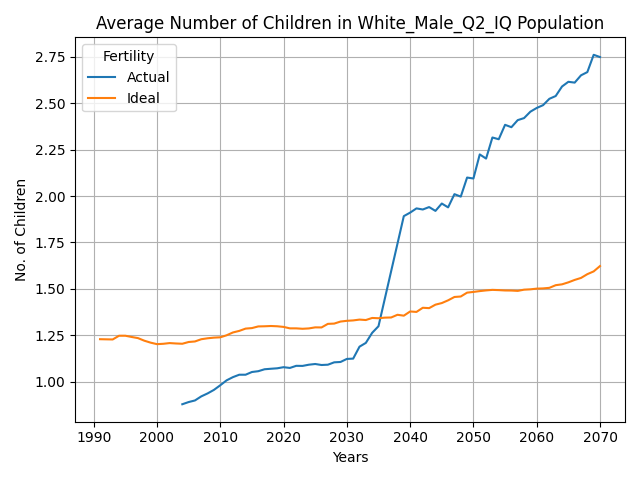 Average Number of Children in White_Male_Q2_IQ Population
Fertility
Actual
Ideal
No. of Children
2.75
2.50
2.25
2.00
1.75
1.50
1.25
1.00
1990 2000 2010 2020 2030 2040 2050 2060 2070
Years